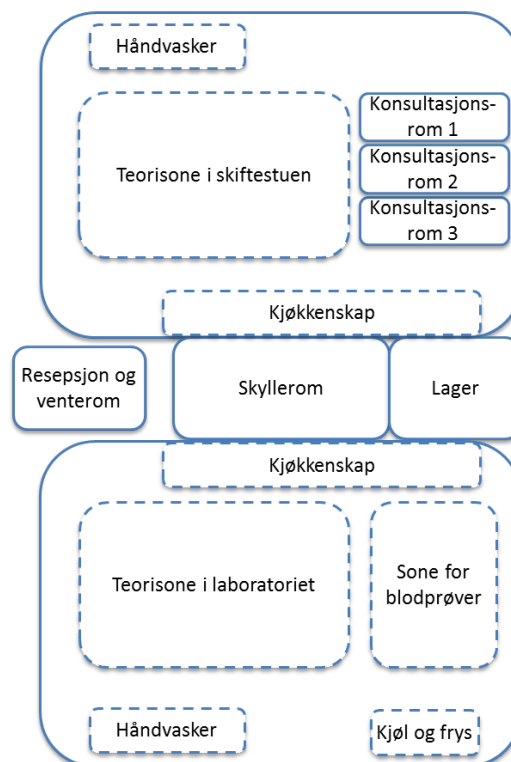 Håndvasker
Teorisone i skiftestuen
Konsultasjons-
rom 1
Konsultasjons-
rom 2
Konsultasjons-
rom 3
Kjøkkenskap
Resepsjon og
venterom
Skyllerom
Lager
Kjøkkenskap
Teorisone i laboratoriet
Sone for
blodprøver
Håndvasker
Kjøl og frys